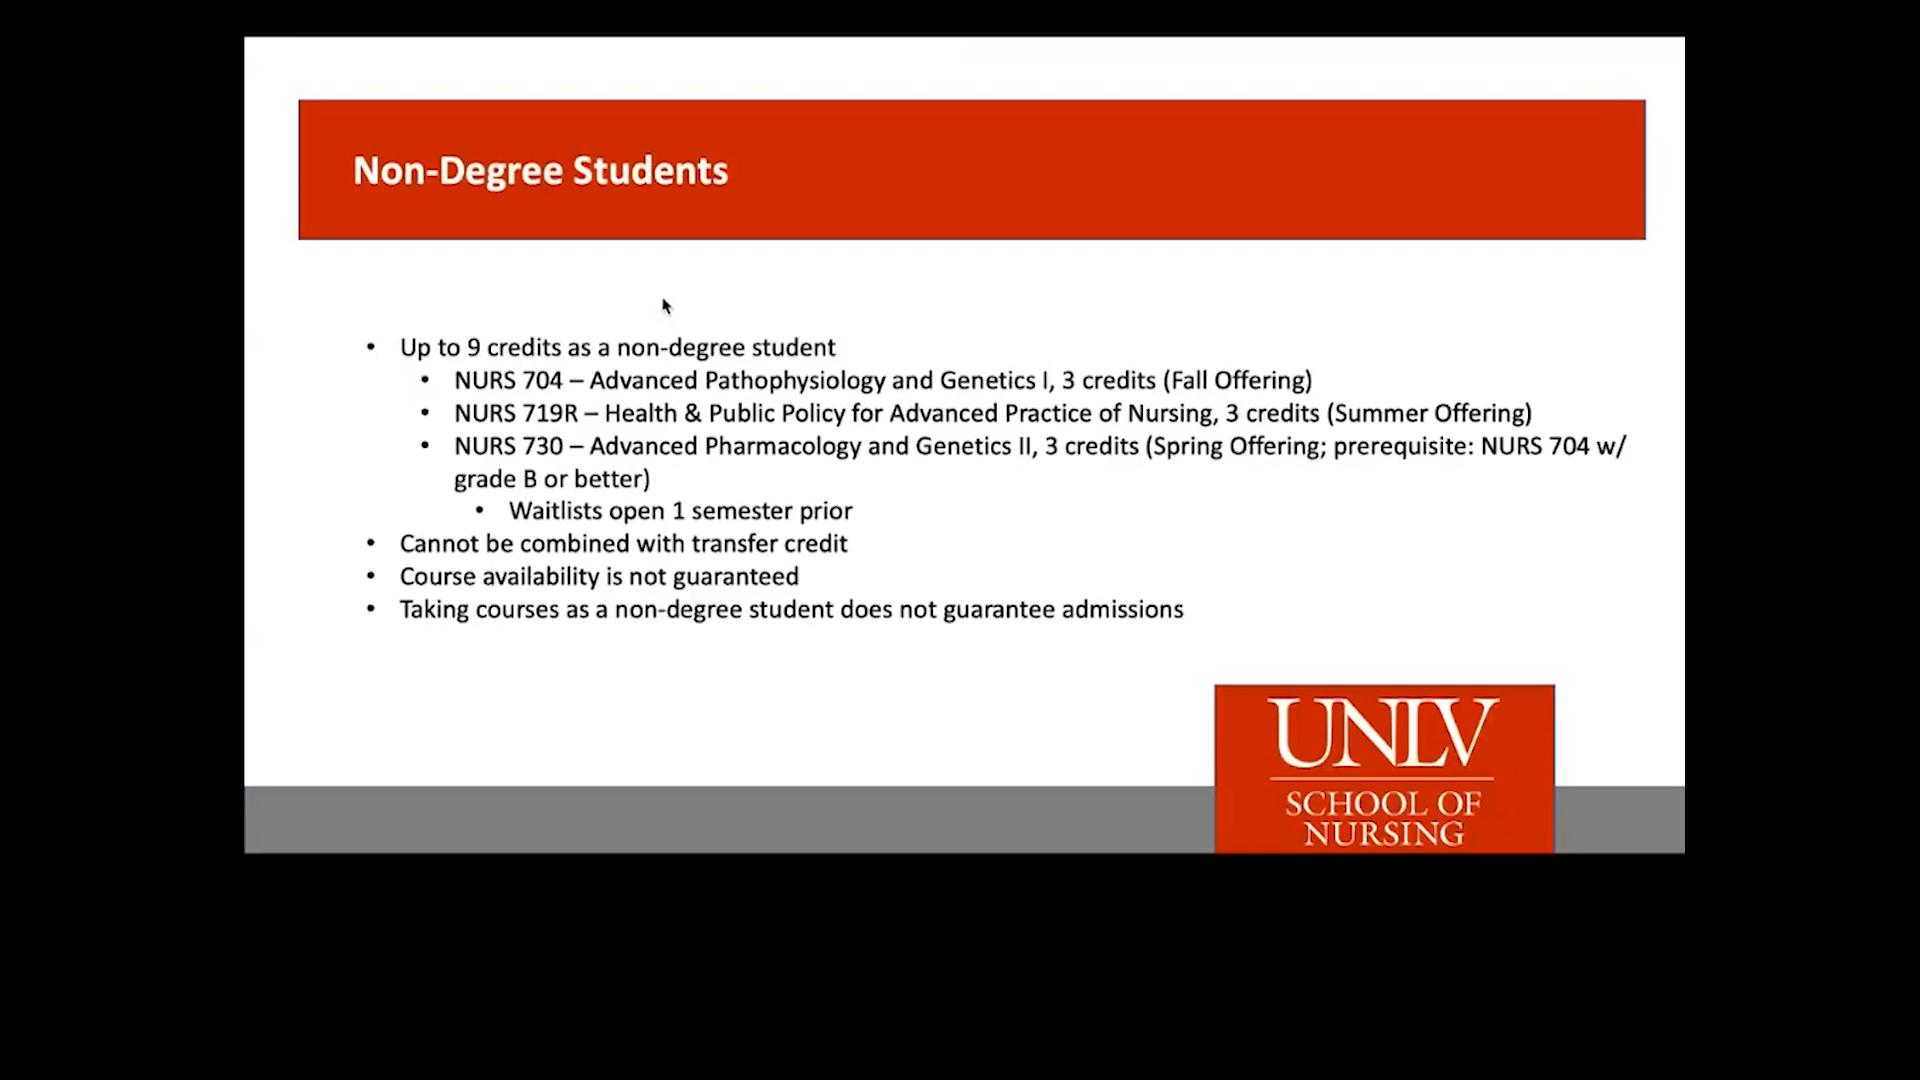 Non-Degree Students
• Up to 9 credits as a non-degree student
• NURS 704 – Advanced Pathophysiology and Genetics I, 3 credits (Fall Offering)
• NURS 719R – Health & Public Policy for Advanced Practice of Nursing, 3 credits (Summer Offering)
• NURS 730 – Advanced Pharmacology and Genetics II, 3 credits (Spring Offering; prerequisite: NURS 704 w/
grade B or better)
• Waitlists open 1 semester prior
• Cannot be combined with transfer credit
• Course availability is not guaranteed
• Taking courses as a non-degree student does not guarantee admissions
UNLV
SCHOOL OF
NURSING